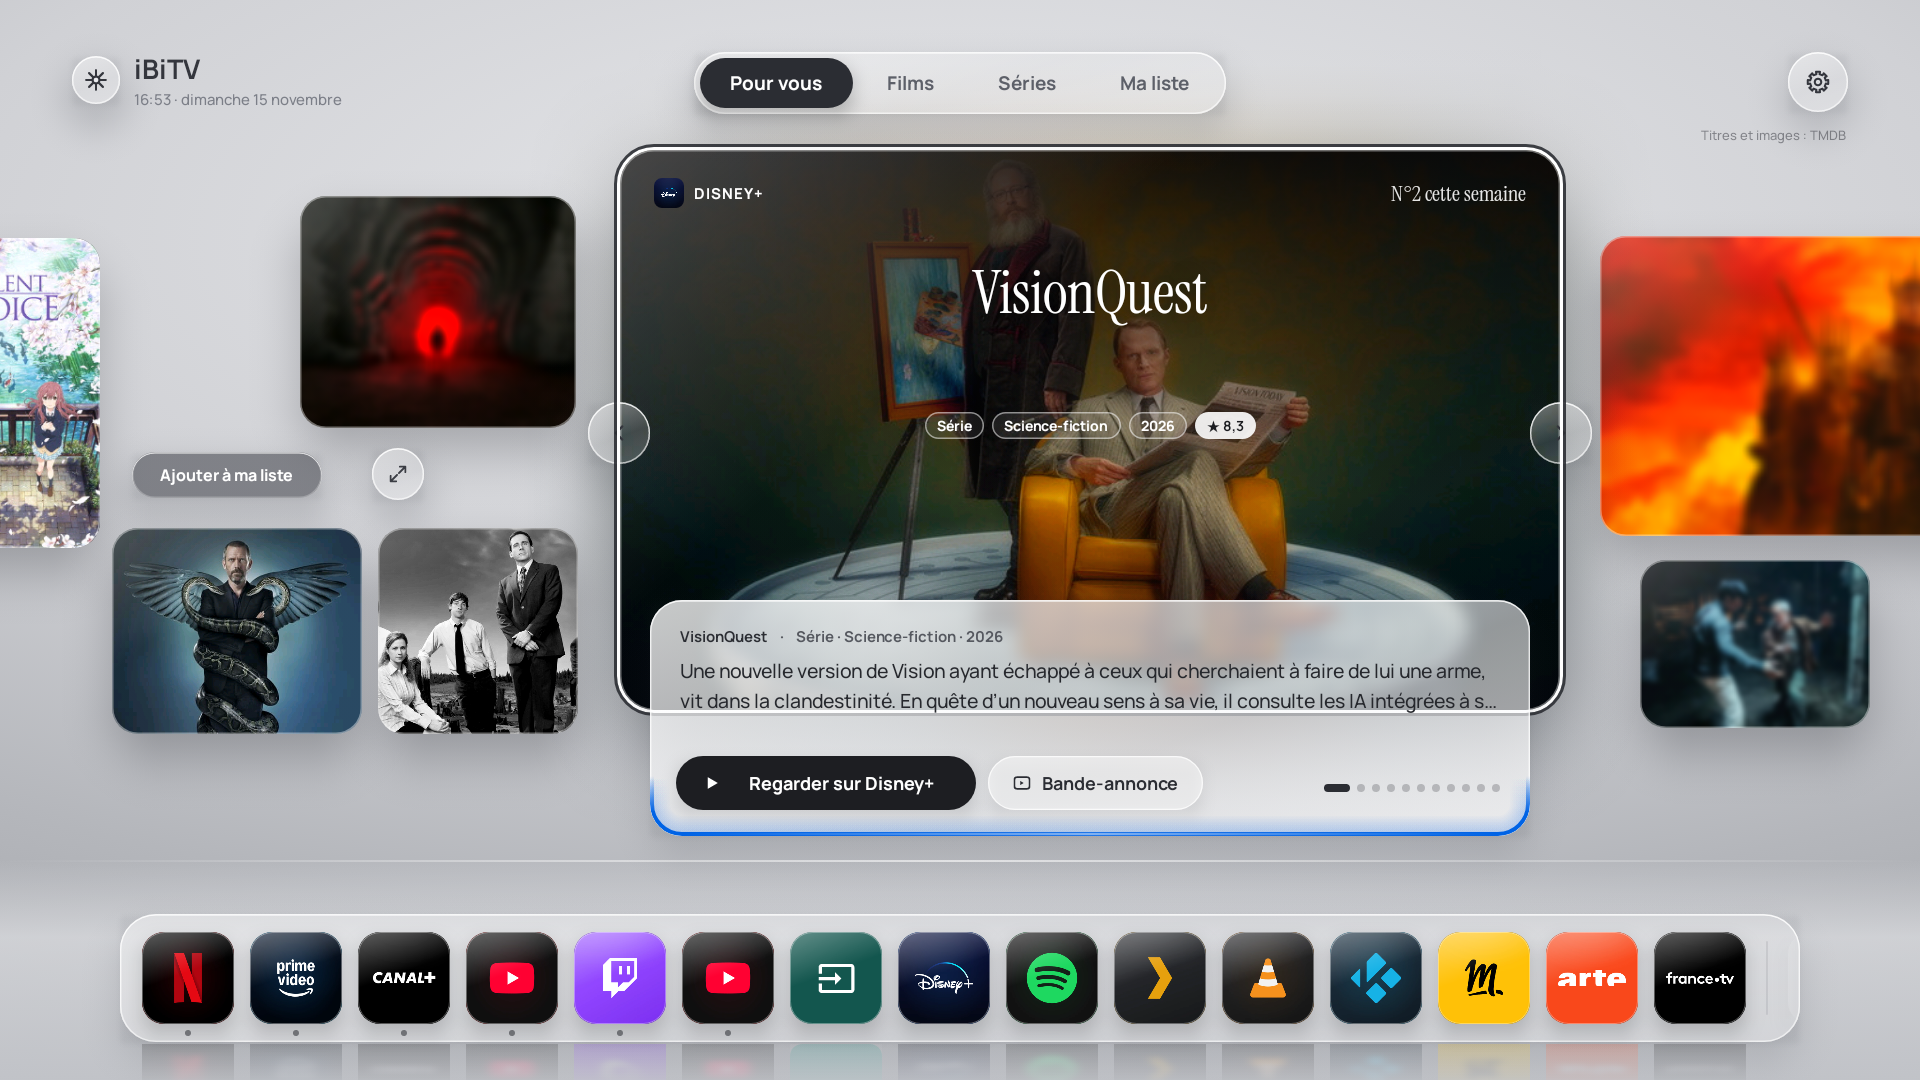 iBiTV
16:53 · dimanche 15 novembre
Pour vous
Films
Séries
Ma liste
Titres et images : TMDB
DISNEY+
N°2 cette semaine
VisionQuest
Série
Science-fiction
2026
★ 8,3
VISION TODAY
Ajouter à ma liste
VisionQuest · Série · Science-fiction · 2026
Une nouvelle version de Vision ayant échappé à ceux qui cherchaient à faire de lui une arme,
vit dans la clandestinité. En quête d’un nouveau sens à sa vie, il consulte les IA intégrées à s…
Regarder sur Disney+
Bande-annonce
N
prime video
CANAL+
Disney+
M.
arte
france•tv